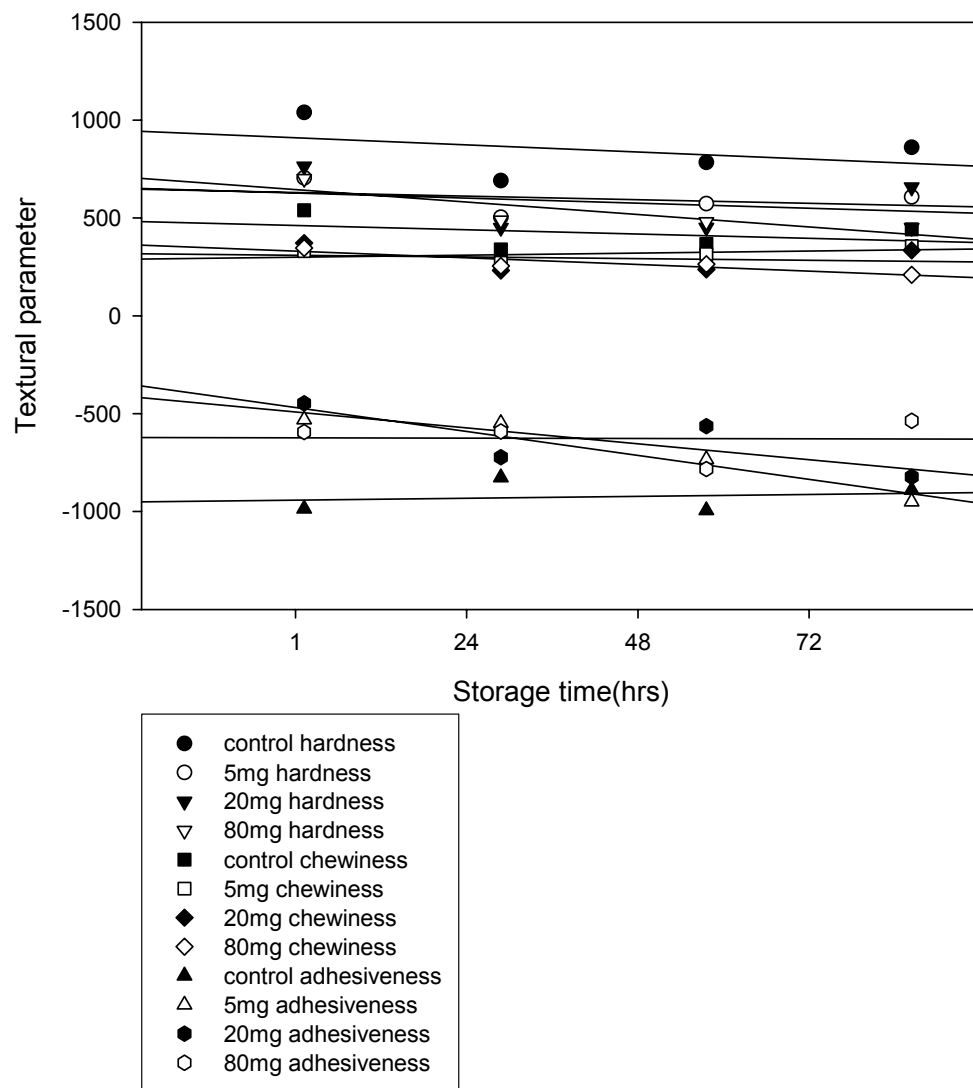 1500
1000
500
0
-500
-1000
-1500
Textural parameter
1 24 48 72
Storage time(hrs)
control hardness
5mg hardness
20mg hardness
80mg hardness
control chewiness
5mg chewiness
20mg chewiness
80mg chewiness
control adhesiveness
5mg adhesiveness
20mg adhesiveness
80mg adhesiveness